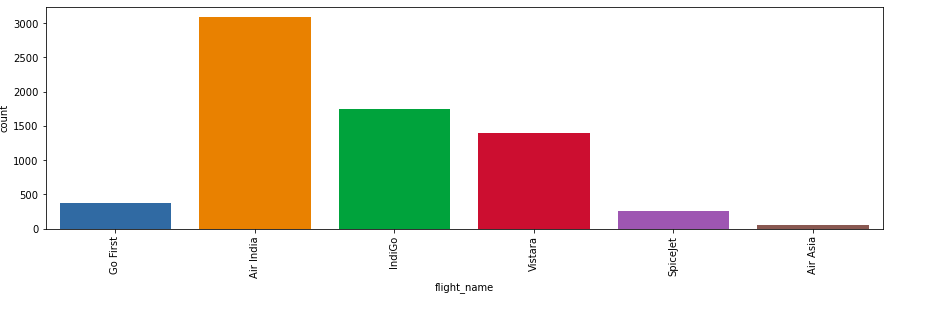 3000
2500
2000
1500
1000
500
0
count
Go First
Air India
IndiGo
Vistara
SpiceJet
Air Asia
flight_name